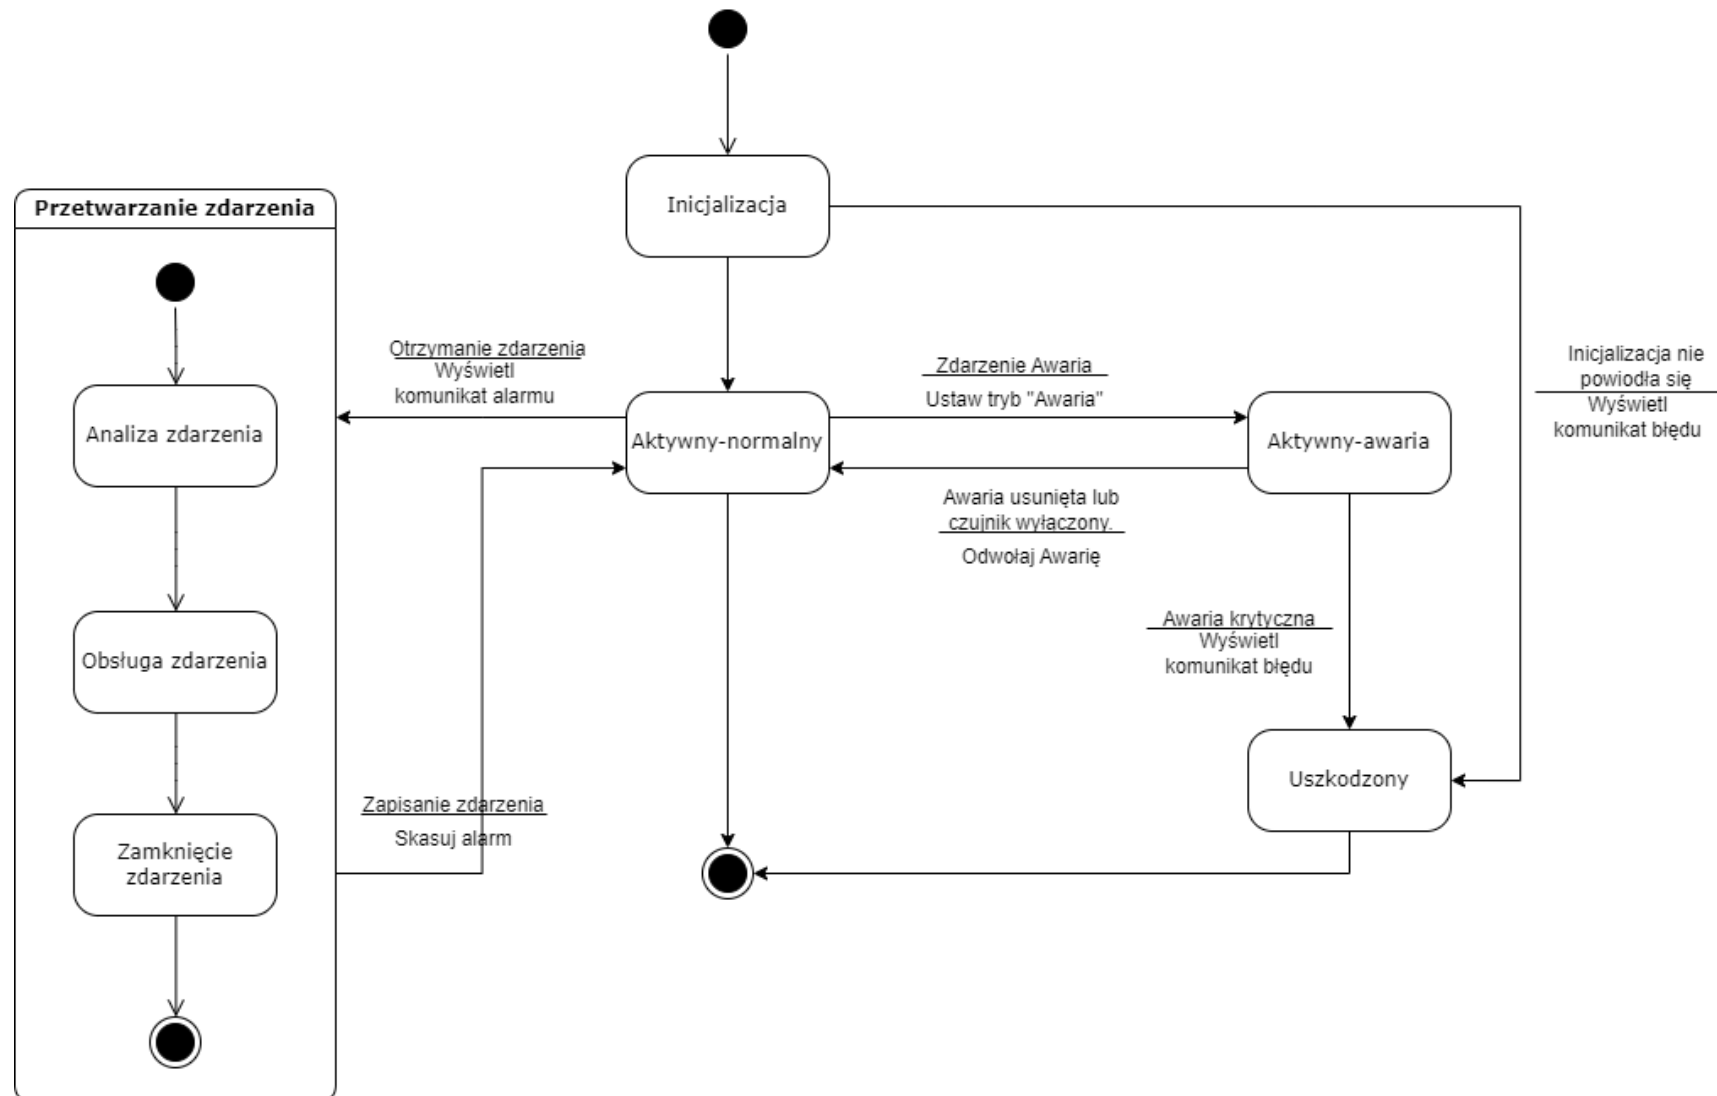 Inicjalizacja
Przetwarzanie zdarzenia
Otrzymanie zdarzenia
Wyświetl
komunikat alarmu
Zdarzenie Awaria
Ustaw tryb "Awaria"
Inicjalizacja nie
powiodła się
Wyświetl
komunikat błędu
Analiza zdarzenia
Aktywny-normalny
Aktywny-awaria
Awaria usunięta lub
czujnik wyłaczony.
Odwołaj Awarię
Awaria krytyczna
Wyświetl
komunikat błędu
Obsługa zdarzenia
Uszkodzony
Zapisanie zdarzenia
Skasuj alarm
Zamknięcie
zdarzenia